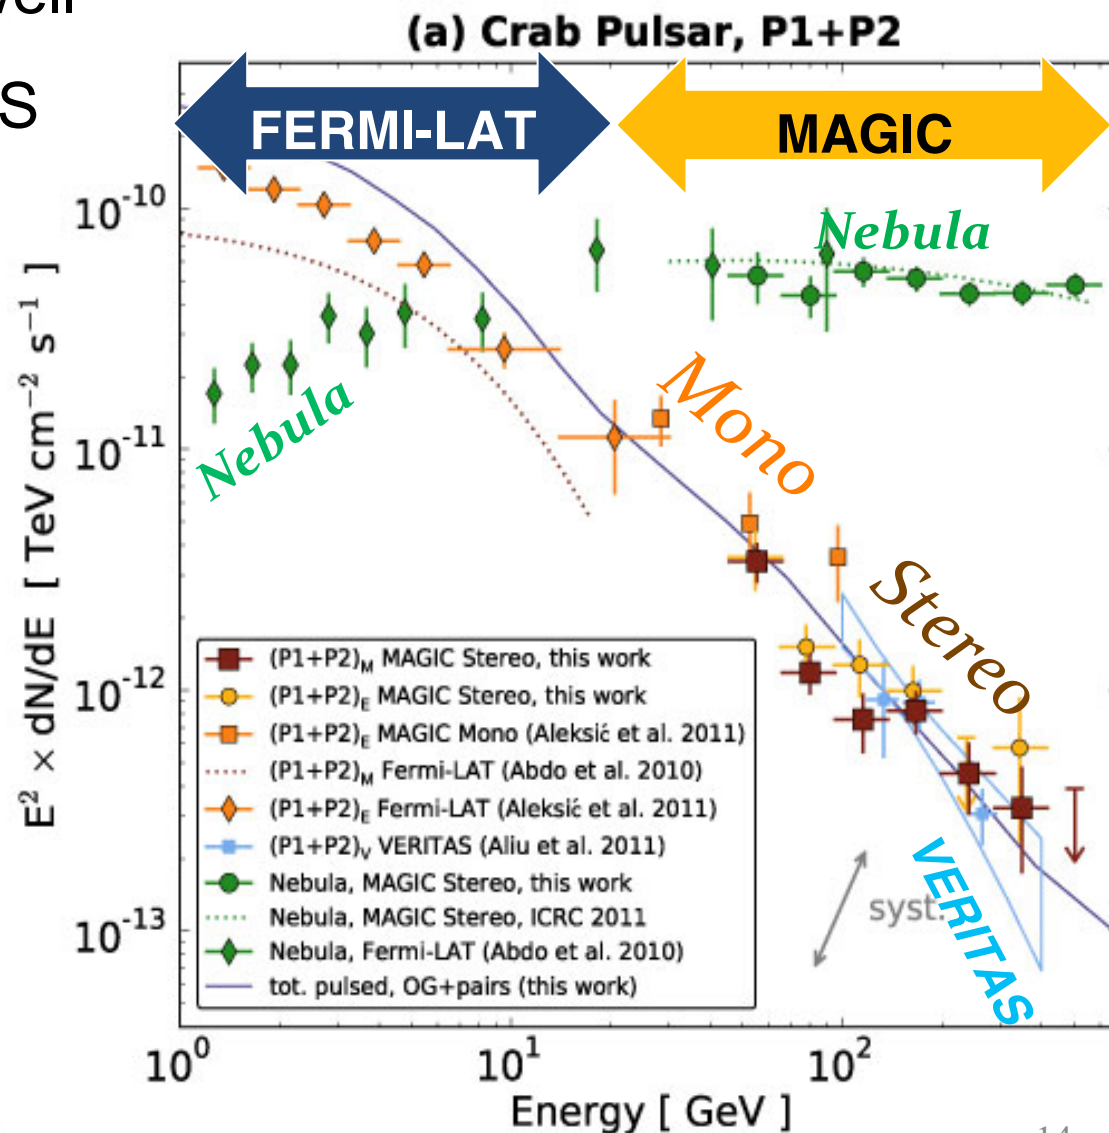 (a) Crab Pulsar, P1+P2
S
FERMI-LAT
MAGIC
Nebula
Nebula
Mono
Stereo
VERITAS
syst.
(P1+P2)M MAGIC Stereo, this work
(P1+P2)E MAGIC Stereo, this work
(P1+P2)E MAGIC Mono (Aleksić et al. 2011)
(P1+P2)M Fermi-LAT (Abdo et al. 2010)
(P1+P2)E Fermi-LAT (Aleksić et al. 2011)
(P1+P2)V VERITAS (Aliu et al. 2011)
Nebula, MAGIC Stereo, this work
Nebula, MAGIC Stereo, ICRC 2011
Nebula, Fermi-LAT (Abdo et al. 2010)
tot. pulsed, OG+pairs (this work)
E² × dN/dE [ TeV cm⁻² s⁻¹ ]
10⁻¹⁰
10⁻¹¹
10⁻¹²
10⁻¹³
10⁰ 10¹ 10²
Energy [ GeV ]